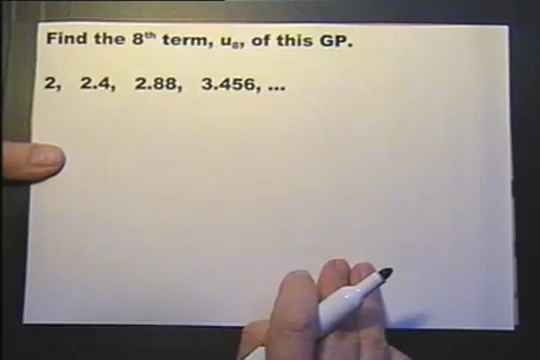 Find the 8th term, u₈, of this GP.
2, 2.4, 2.88, 3.456, ...